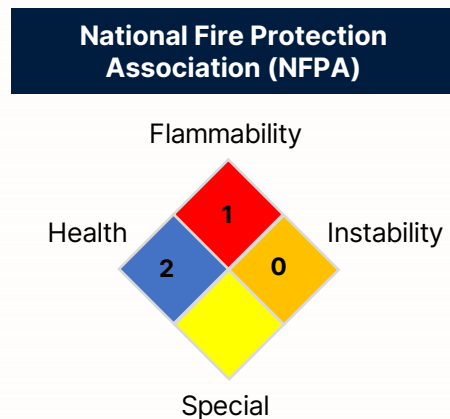 National Fire Protection
Association (NFPA)
Flammability
1
Health
Instability
2
0
Special